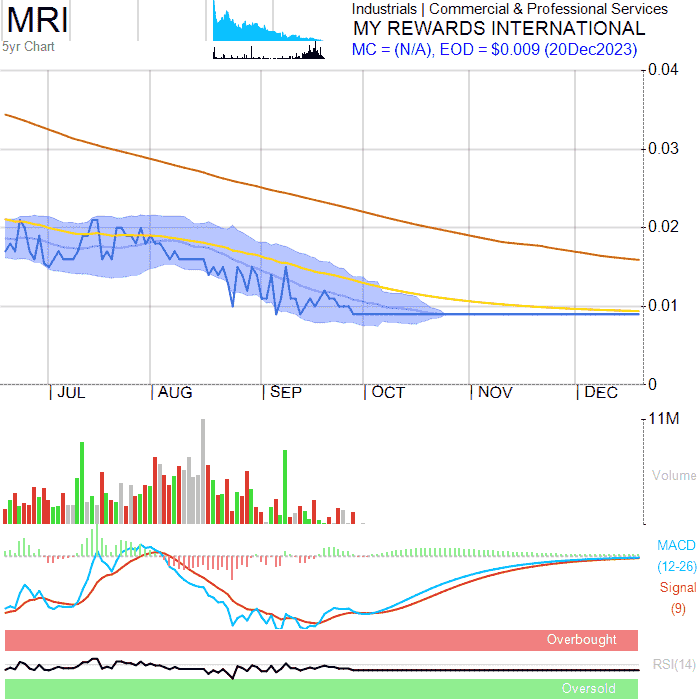 MRI
5yr Chart
Industrials | Commercial & Professional Services
MY REWARDS INTERNATIONAL
MC = (N/A), EOD = $0.009 (20Dec2023)
0.04
0.03
0.02
0.01
0
JUL AUG SEP OCT NOV DEC
11M
Volume
MACD
(12-26)
Signal
(9)
Overbought
RSI(14)
Oversold